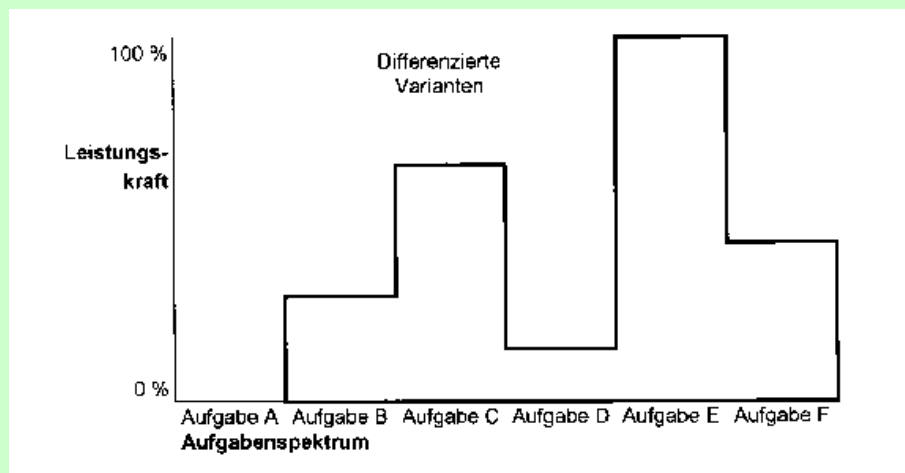 100 %
Differenzierte
Varianten
Leistungs-
kraft
0 %
Aufgabe A Aufgabe B Aufgabe C Aufgabe D Aufgabe E Aufgabe F
Aufgabenspektrum